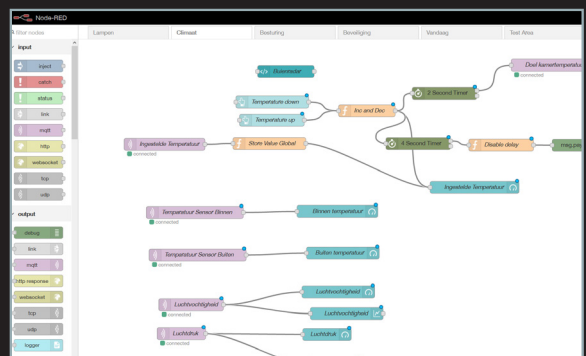 Node-RED
filter nodes
Lampen
Climaat
Besturing
Beveiliging
Vandaag
Test Area
input
inject
catch
status
link
mqtt
http
websocket
tcp
udp
output
debug
link
mqtt
http response
websocket
tcp
udp
logger
Doel kamertemperatuu
connected
2 Second Timer
Temperature down
Inc and Dec
Temperature up
Ingestelde Temperatuur
connected
Store Value Global
4 Second Timer
Disable delay
msg.pay
Ingestelde Temperatuur
Temperatuur Sensor Binnen
connected
Binnen temperatuur
Temperatuur Sensor Buiten
connected
Buiten temperatuur
Luchtvochtigheid
connected
Luchtvochtigheid
Luchtvochtigheid
Luchtdruk
connected
Luchtdruk